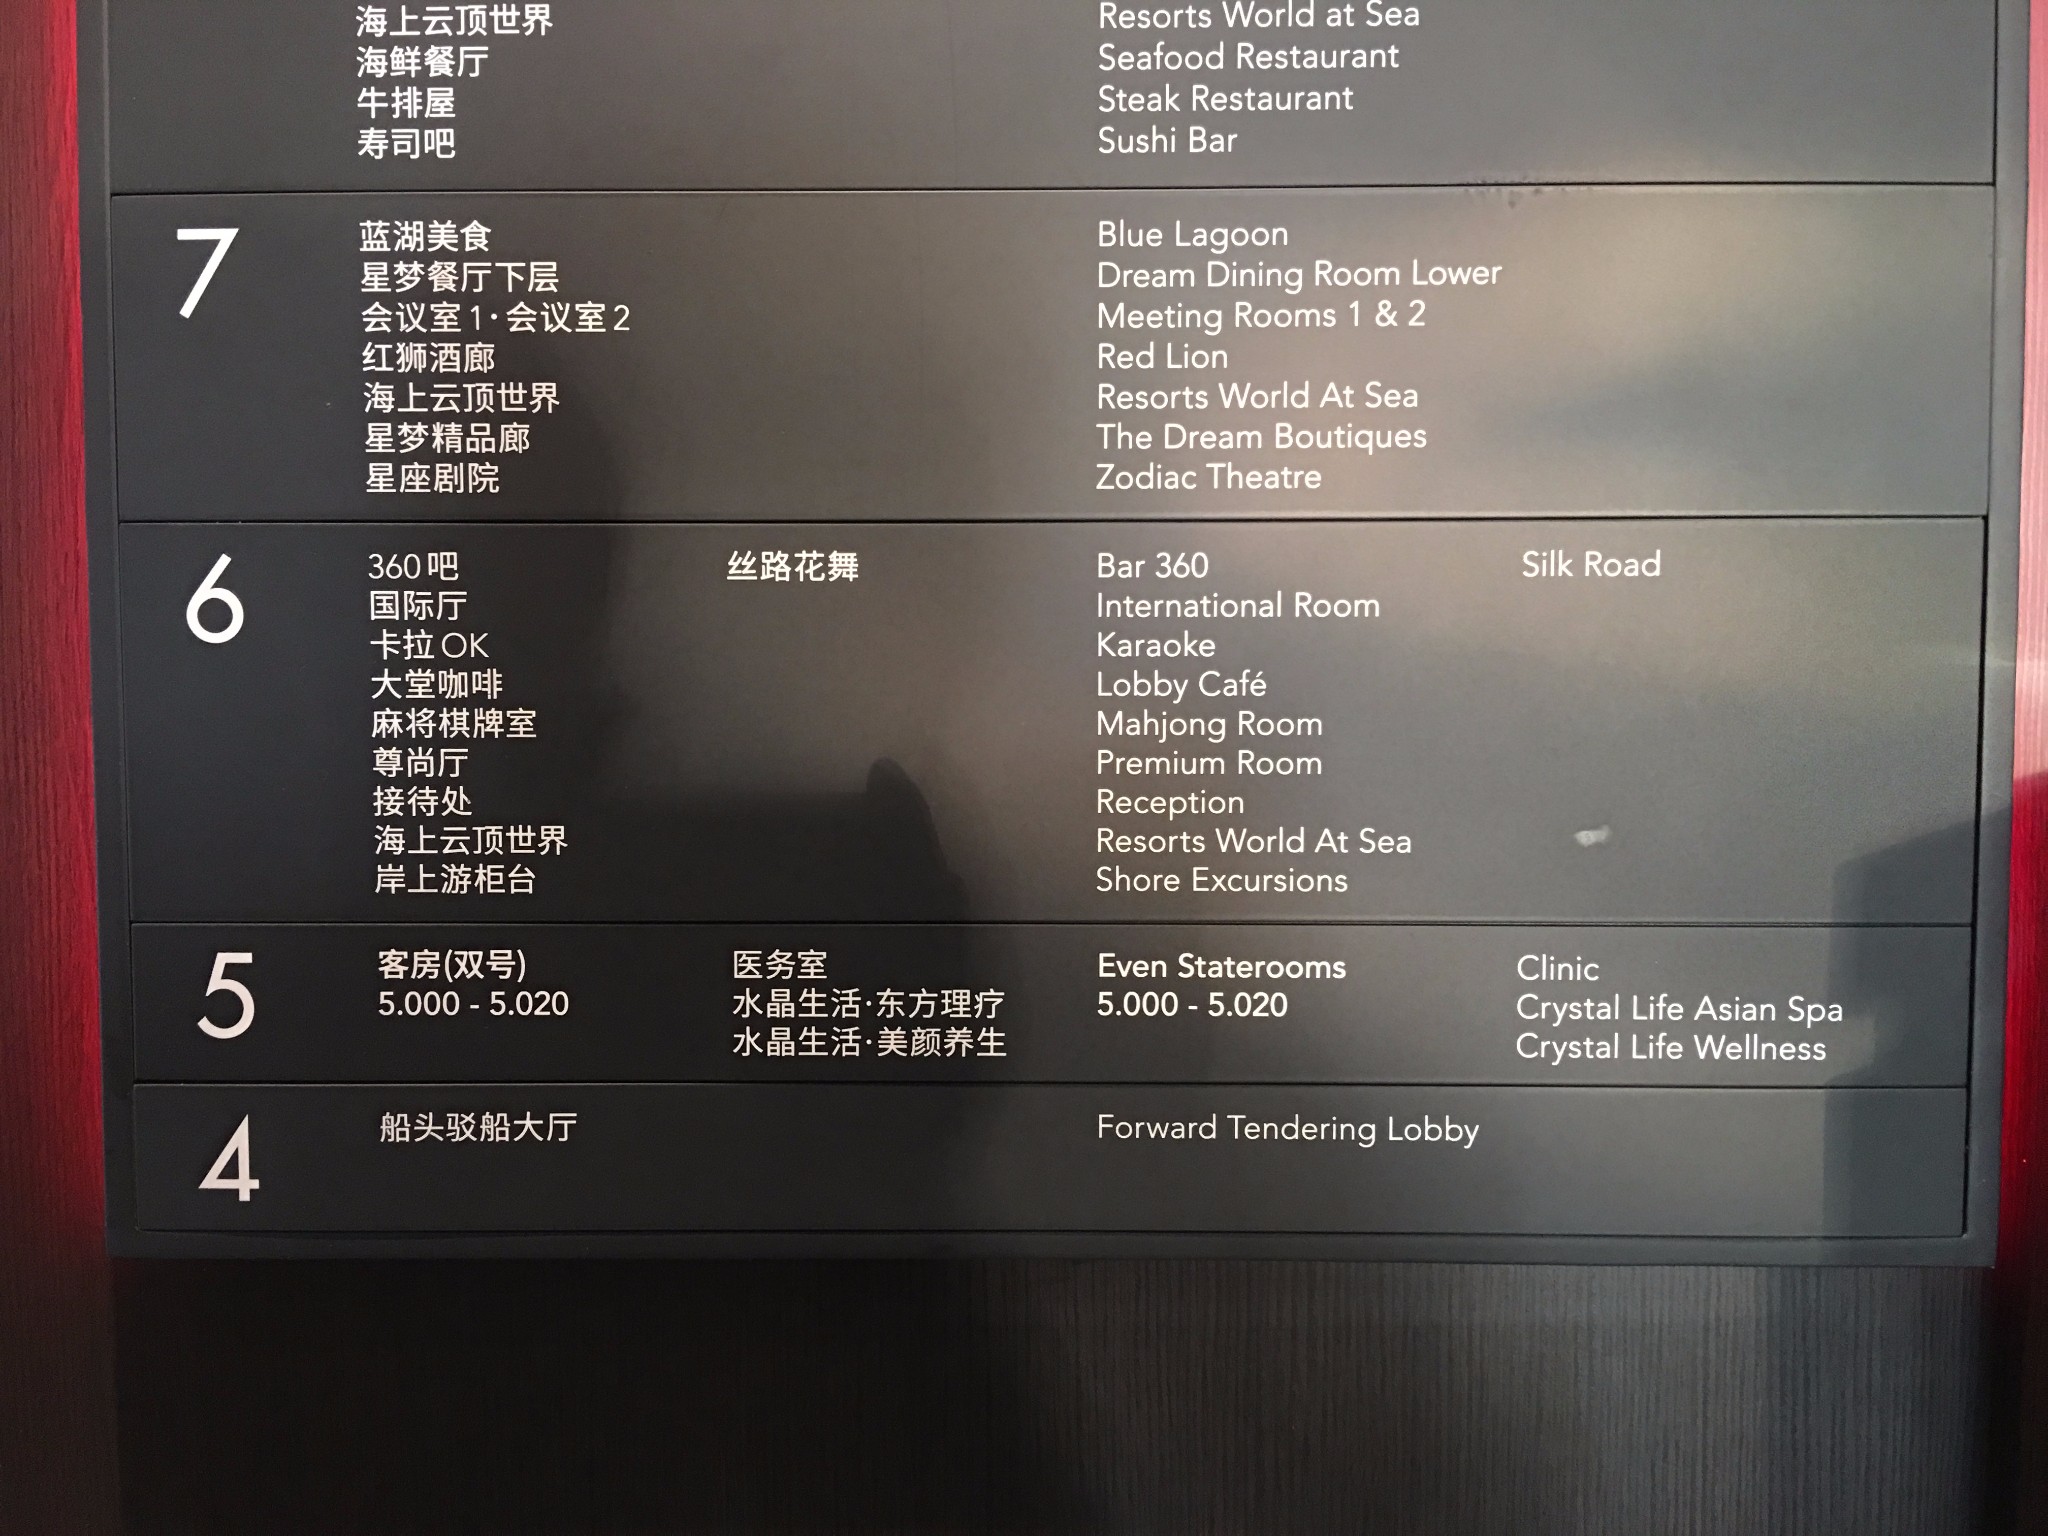 海上云顶世界 Resorts World at Sea
海鲜餐厅 Seafood Restaurant
牛排屋 Steak Restaurant
寿司吧 Sushi Bar
7 蓝湖美食 Blue Lagoon
星梦餐厅下层 Dream Dining Room Lower
会议室1·会议室2 Meeting Rooms 1 & 2
红狮酒廊 Red Lion
海上云顶世界 Resorts World At Sea
星梦精品廊 The Dream Boutiques
星座剧院 Zodiac Theatre
6 360吧 丝路花舞 Bar 360 Silk Road
国际厅 International Room
卡拉OK Karaoke
大堂咖啡 Lobby Café
麻将棋牌室 Mahjong Room
尊尚厅 Premium Room
接待处 Reception
海上云顶世界 Resorts World At Sea
岸上游柜台 Shore Excursions
5 客房(双号) 医务室 Even Staterooms Clinic
5.000 - 5.020 水晶生活·东方理疗 5.000 - 5.020 Crystal Life Asian Spa
水晶生活·美颜养生 Crystal Life Wellness
4 船头驳船大厅 Forward Tendering Lobby